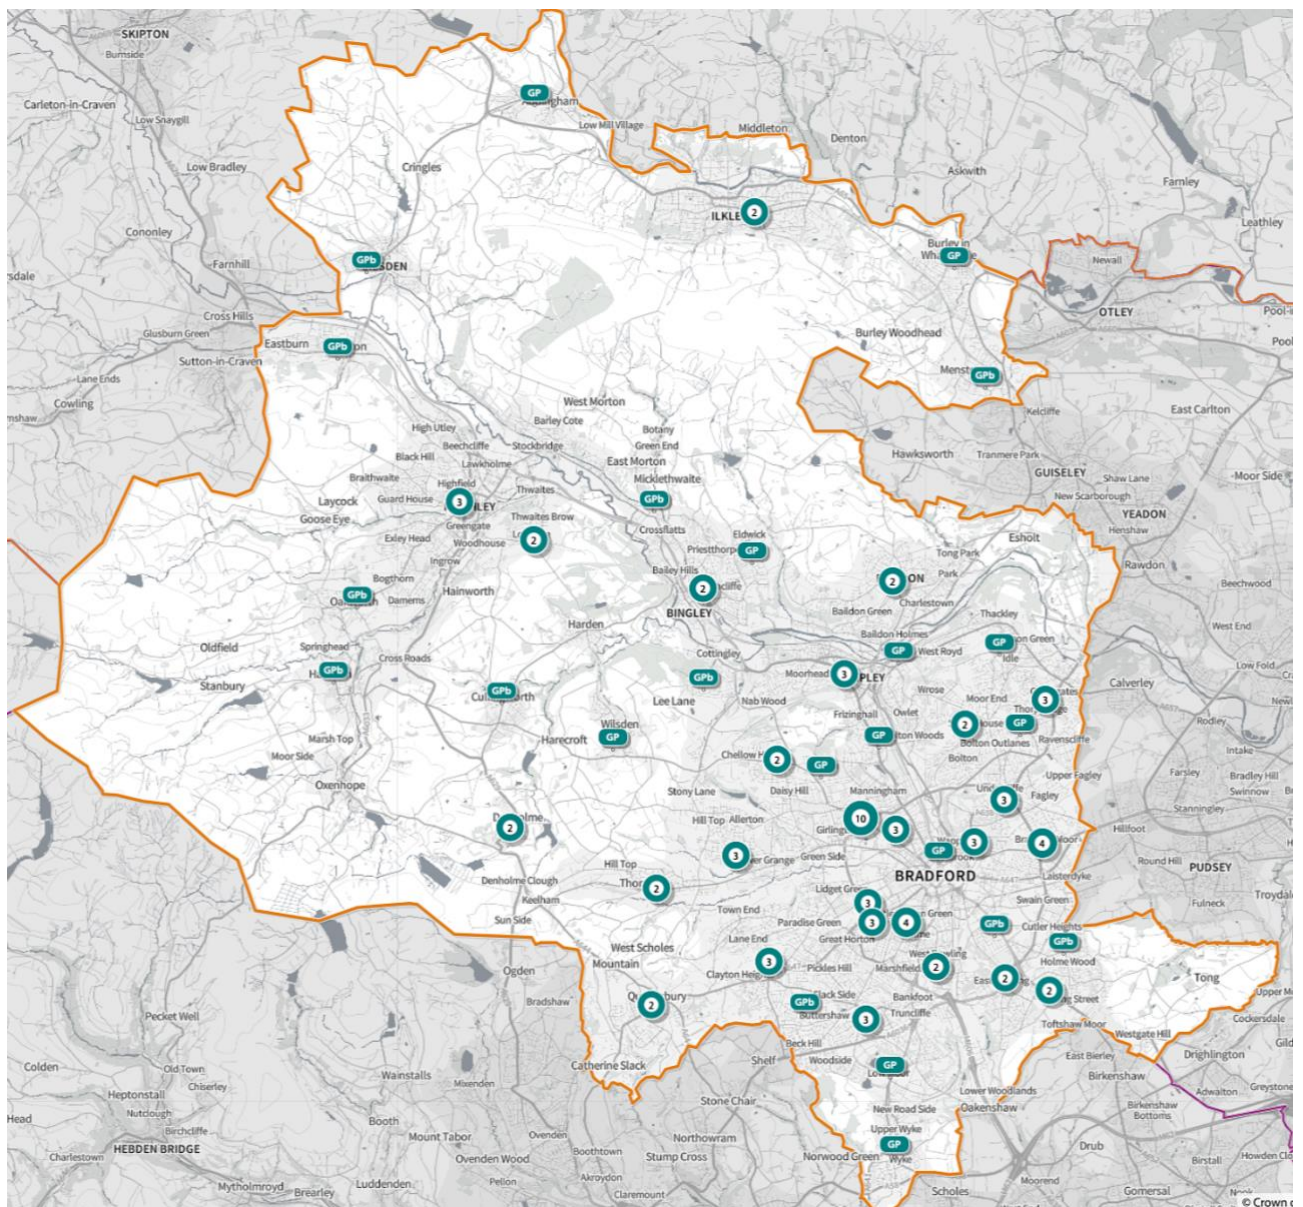 SKIPTON
Burnside
Carleton-in-Craven
Low Snaygill
GP
Low Mill Village
Middleton
Denton
Low Bradley
Cringles
Askwith
Farnley
ILKLEY
2
Leathley
Cononley
Farnhill
GPb
Burley in
GP
Newall
OTLEY
Cross Hills
Glusburn Green
Eastburn
GPb
Sutton-in-Craven
Burley Woodhead
Lane Ends
Cowling
GPb
West Morton
Barley Cote
Botany
Kelcliffe
East Carlton
High Utley
Beechcliffe
Stockbridge
Green End
Black Hill
Lawkholme
East Morton
Hawksworth
Tranmere Park
Braithwaite
Highfield
Micklethwaite
GUISELEY
Moor Side
Laycock
Guard House
3
Thwaites
GPb
Shaw Lane
New Scarborough
Goose Eye
Greengate
Thwaites Brow
Crossflatts
Eldwick
YEADON
Exley Head
Woodhouse
2
Priestthorpe
GP
Esholt
Henshaw
Ingrow
Tong Park
Rawdon
Bogthorn
Bailey Hills
2
2
Park
Beechwood
GPb
Damems
Hainworth
BINGLEY
Charlestown
Baildon Green
Thackley
Harden
West End
Oldfield
Springhead
Baildon Holmes
GP
GP
West Royd
Idle
GPb
Cross Roads
Cottingley
Stanbury
GPb
GPb
Moorhead
3
Low Fold
Calverley
Lee Lane
Nab Wood
Wrose
Moor End
3
Wilsden
Frizinghall
Owlet
2
GP
Rodley
Marsh Top
Harecroft
GP
GP
Bolton Outlanes
Ravenscliffe
Intake
Moor Side
2
GP
Bolton
Farsley
Bradley Hill
Oxenhope
Stony Lane
Daisy Hill
Manningham
Upper Fagley
Swinnow
3
Fagley
Stanningley
Hill Top
Allerton
10
3
Hillfoot
2
3
4
3
Green Side
GP
Round Hill
Hill Top
BRADFORD
Laisterdyke
PUDSEY
Denholme Clough
2
Lidget Green
Keelham
3
Swain Green
Fulneck
Sun Side
Town End
Paradise Green
3
4
GP
Cutler Heights
Great Horton
GPb
West Scholes
Lane End
Holme Wood
Mountain
3
Pickles Hill
Marshfield
2
Tong
Ogden
Clayton Heights
2
2
Bradshaw
2
GPb
Bankfoot
Buttershaw
3
Truncliffe
Toftshaw Moor
Westgate Hill
Pecket Well
Cockersdale
Beck Hill
East Bierley
Drighlington
Colden
Old Town
Catherine Slack
Shelf
Woodside
GP
Birkenshaw
Wainstalls
Heptonstall
Chiserley
Mixenden
Lower Woodlands
Adwalton
Nutclough
Stone Chair
New Road Side
Oakenshaw
Birkenshaw
Bottoms
Head
Birchcliffe
Booth
Upper Wyke
HEBDEN BRIDGE
Mount Tabor
Ovenden
Northowram
GP
Drub
Charlestown
Boothtown
Norwood Green
Wyke
Ovenden Wood
Stump Cross
Birstall
Mytholmroyd
Brearley
Luddenden
Pellon
Akroydon
Moorend
Claremount
Scholes
Gomersal
© Crown c